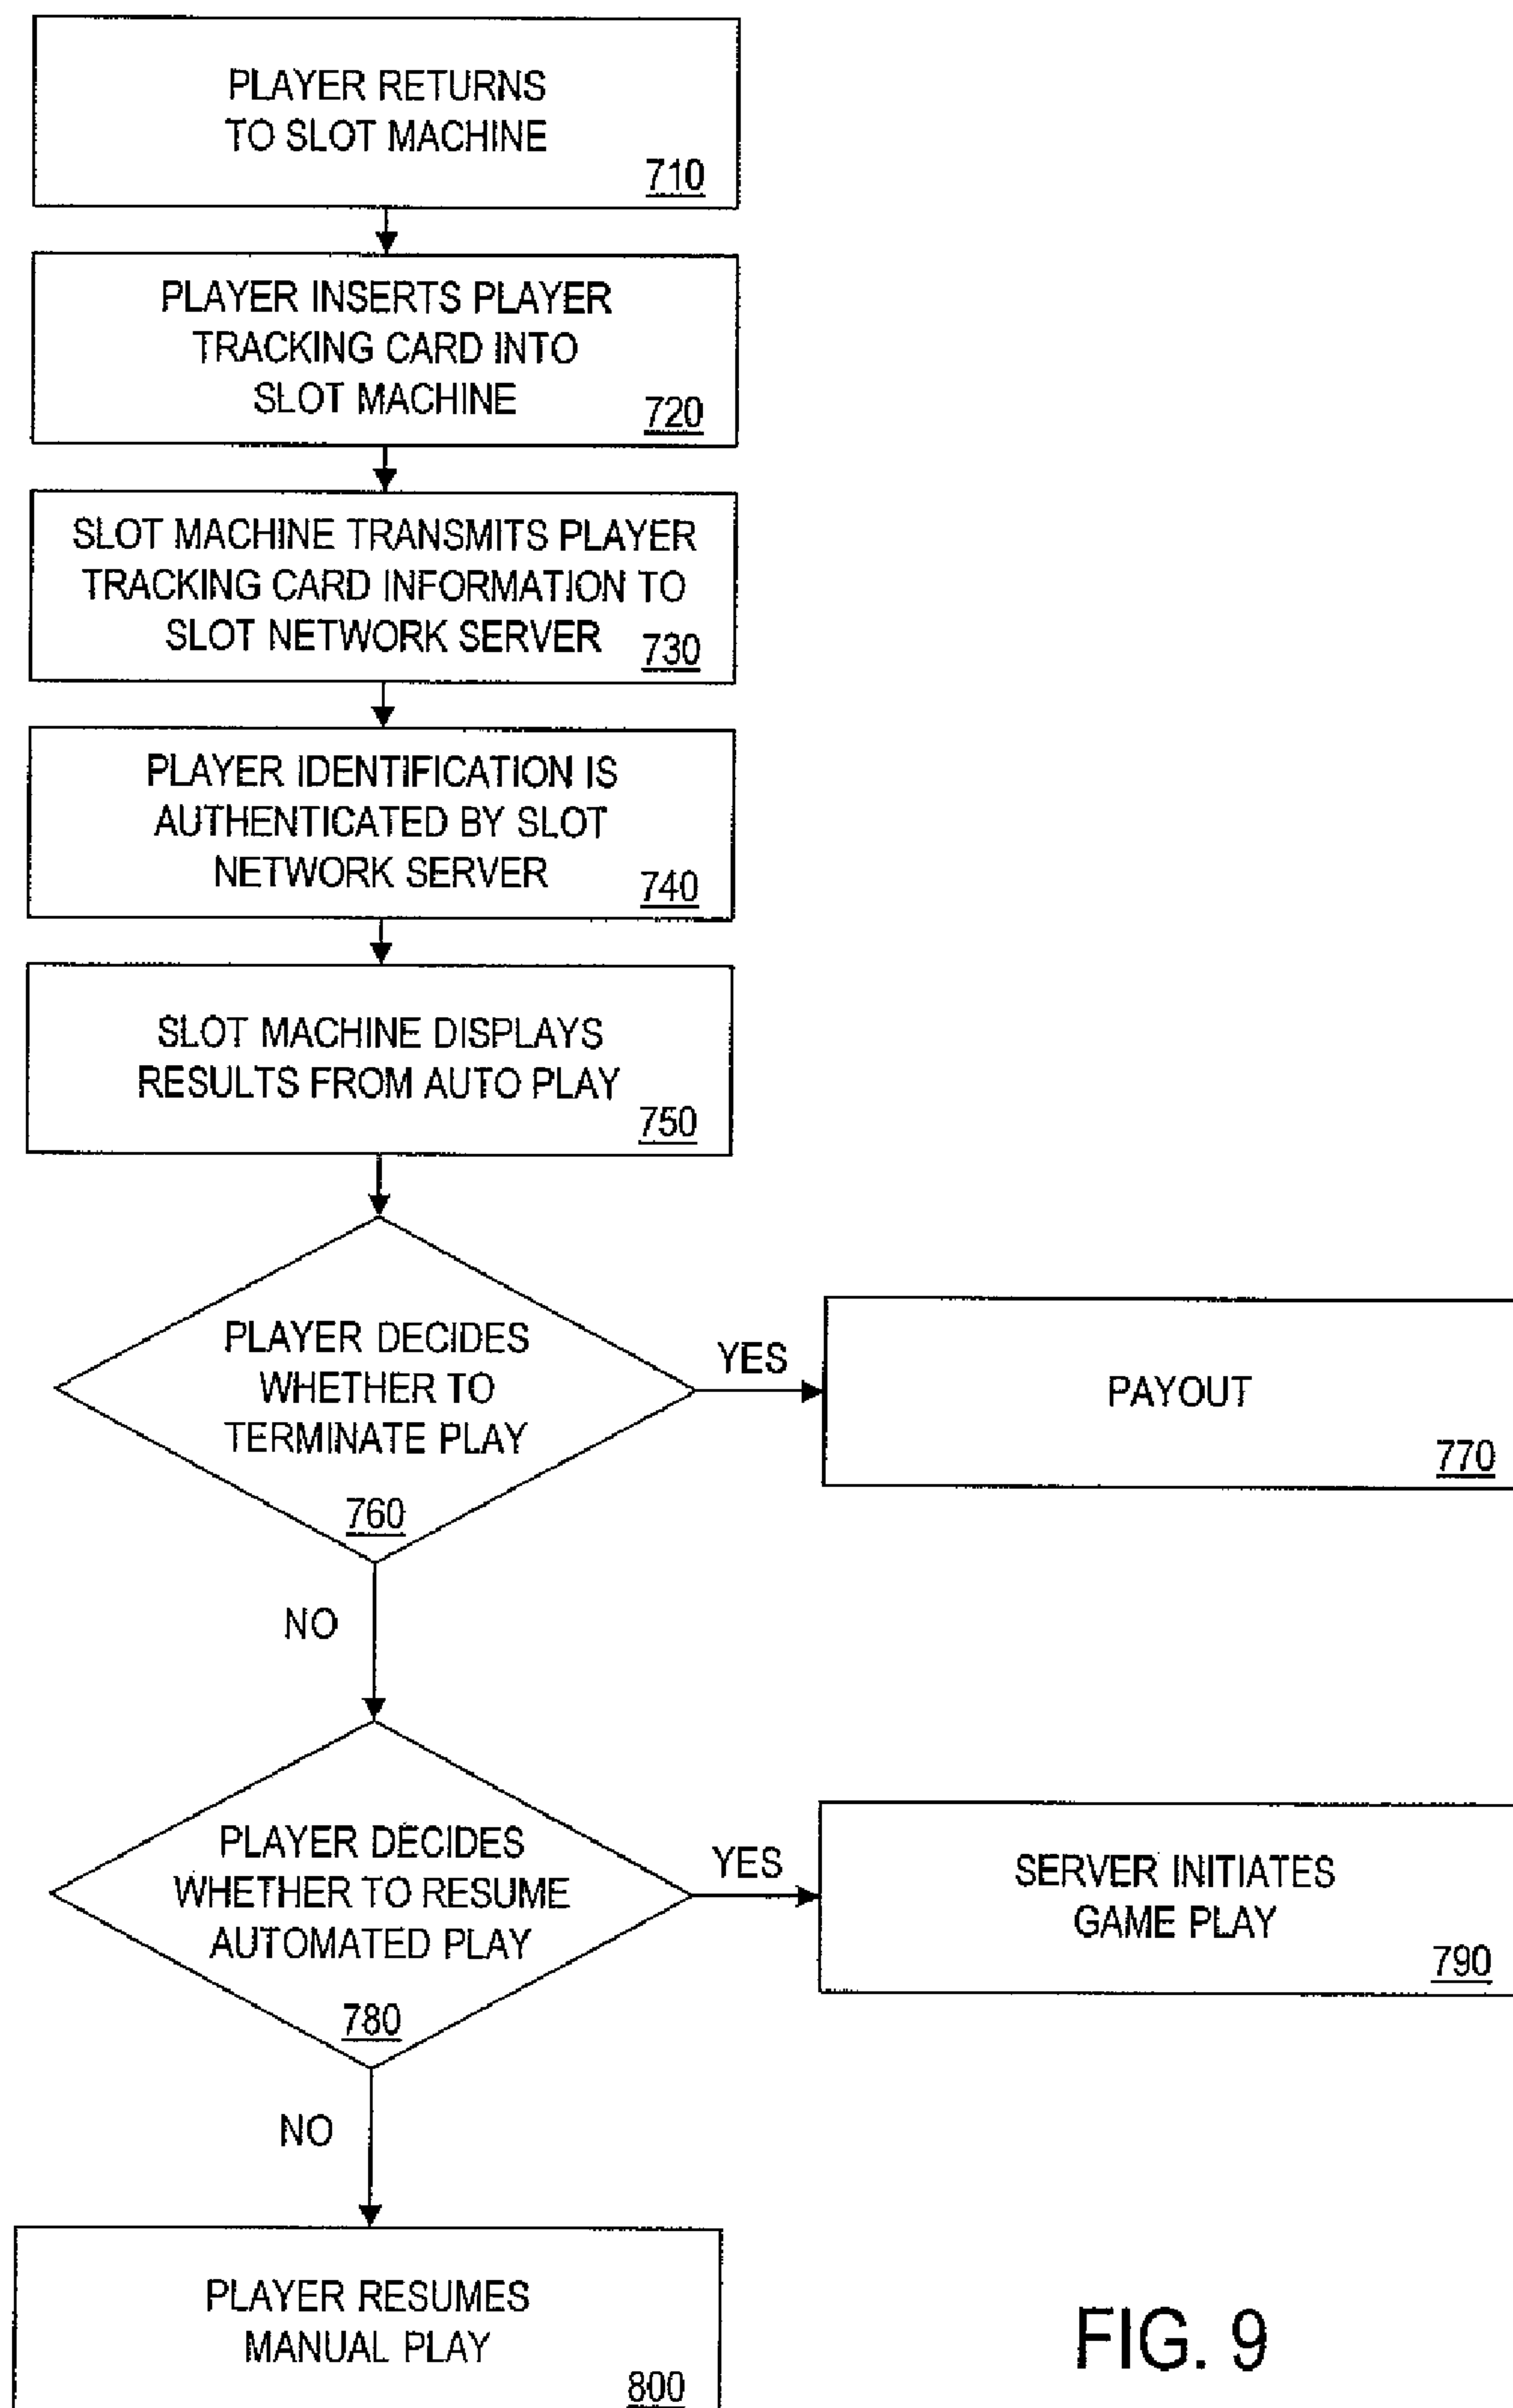 PLAYER RETURNS
TO SLOT MACHINE
710
PLAYER INSERTS PLAYER
TRACKING CARD INTO
SLOT MACHINE
720
SLOT MACHINE TRANSMITS PLAYER
TRACKING CARD INFORMATION TO
SLOT NETWORK SERVER
730
PLAYER IDENTIFICATION IS
AUTHENTICATED BY SLOT
NETWORK SERVER
740
SLOT MACHINE DISPLAYS
RESULTS FROM AUTO PLAY
750
PLAYER DECIDES
WHETHER TO
TERMINATE PLAY
760
YES
PAYOUT
770
NO
PLAYER DECIDES
WHETHER TO RESUME
AUTOMATED PLAY
780
YES
SERVER INITIATES
GAME PLAY
790
NO
PLAYER RESUMES
MANUAL PLAY
800
FIG. 9